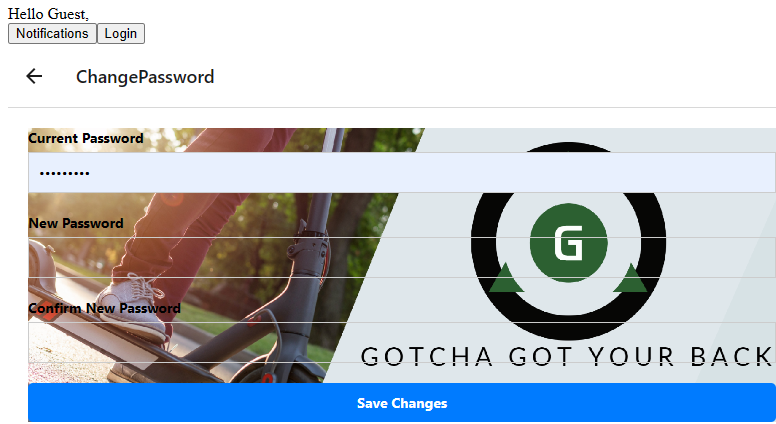 Hello Guest,
Notifications Login
ChangePassword
Current Password
•••••••••
New Password
G
Confirm New Password
GOTCHA GOT YOUR BACK
Save Changes